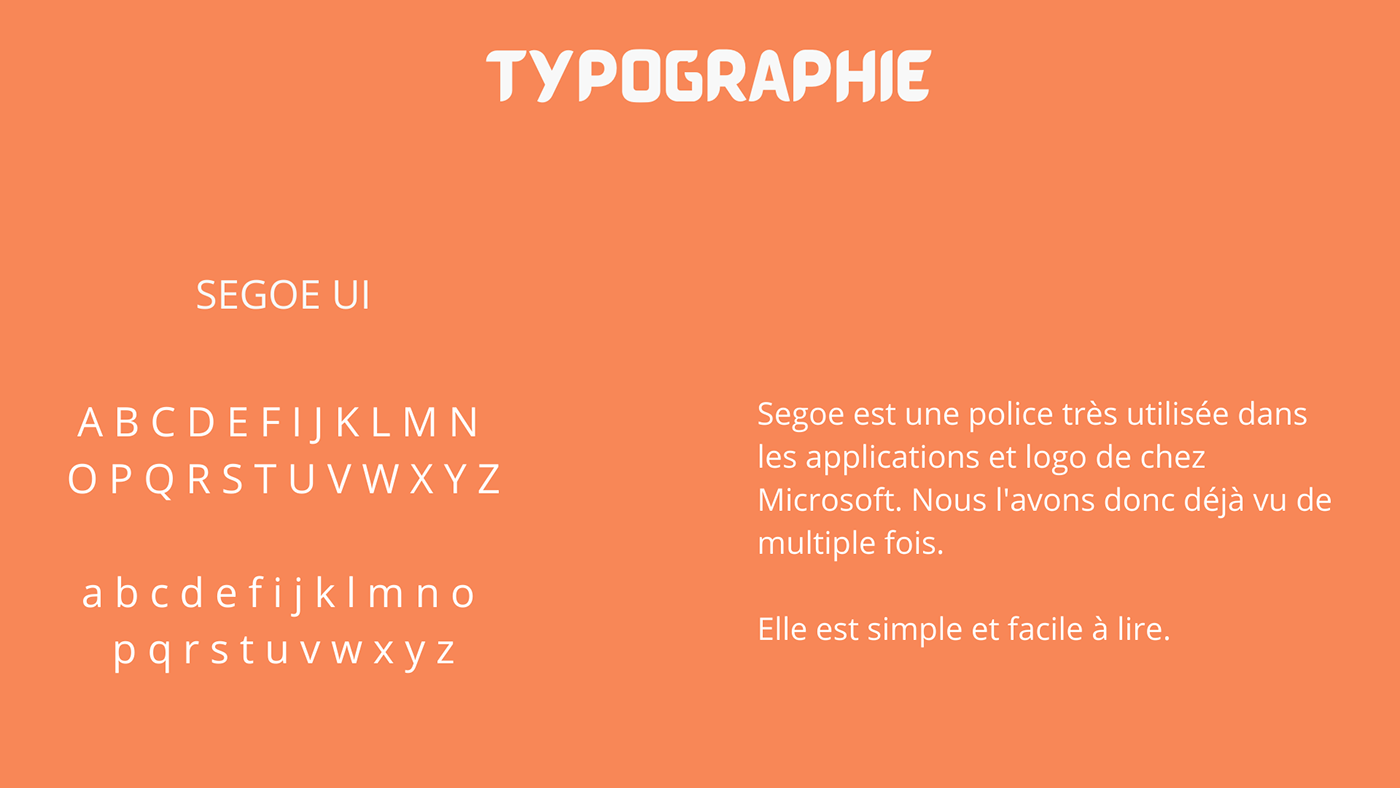 TYPOGRAPHIE
SEGOE UI
A B C D E F I J K L M N
O P Q R S T U V W X Y Z
a b c d e f i j k l m n o
p q r s t u v w x y z
Segoe est une police très utilisée dans
les applications et logo de chez
Microsoft. Nous l'avons donc déjà vu de
multiple fois.
Elle est simple et facile à lire.